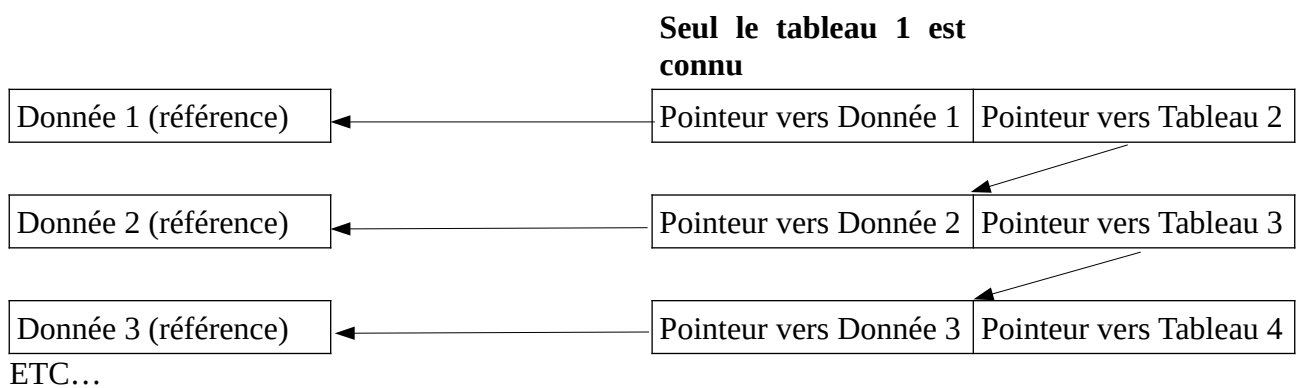 Seul le tableau 1 est
connu
Donnée 1 (référence) Pointeur vers Donnée 1 Pointeur vers Tableau 2
Donnée 2 (référence) Pointeur vers Donnée 2 Pointeur vers Tableau 3
Donnée 3 (référence) Pointeur vers Donnée 3 Pointeur vers Tableau 4
ETC…